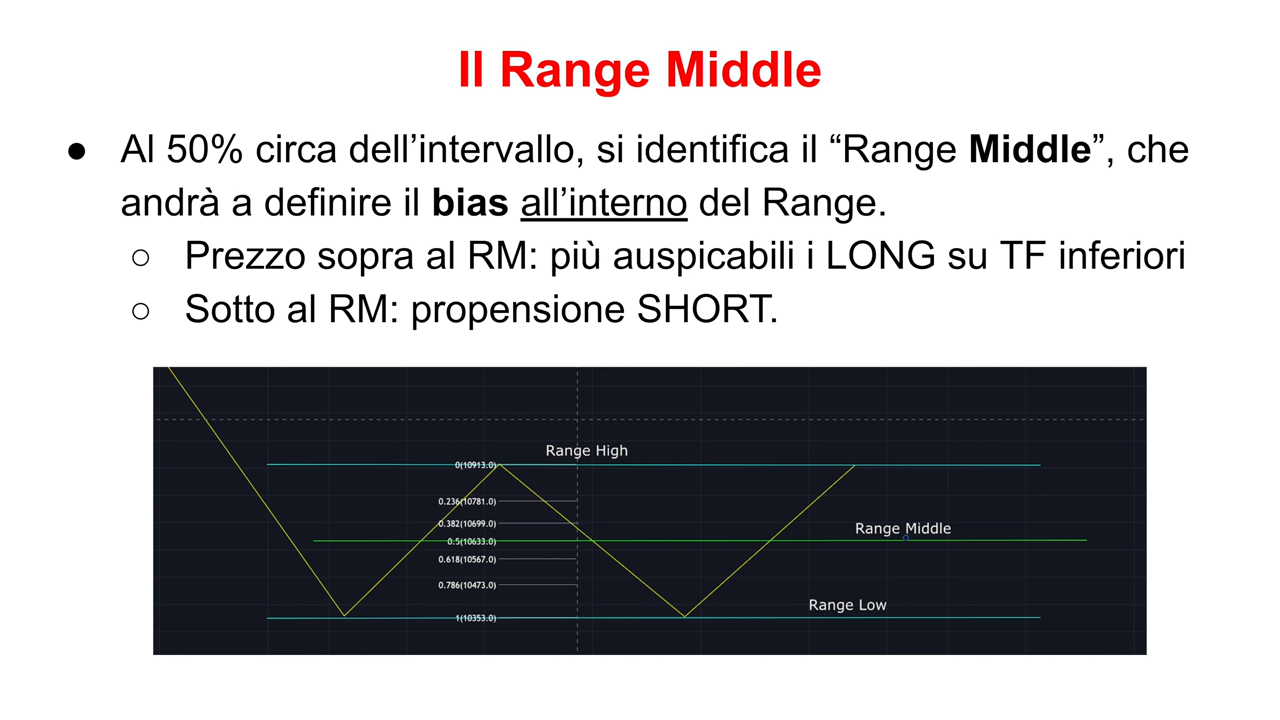 Il Range Middle
● Al 50% circa dell’intervallo, si identifica il “Range Middle”, che
andrà a definire il bias all’interno del Range.
○ Prezzo sopra al RM: più auspicabili i LONG su TF inferiori
○ Sotto al RM: propensione SHORT.
Range High
0(10913.0)
0.236(10781.0)
0.382(10699.0)
Range Middle
0.5(10633.0)
0.618(10567.0)
0.786(10473.0)
Range Low
1(10353.0)